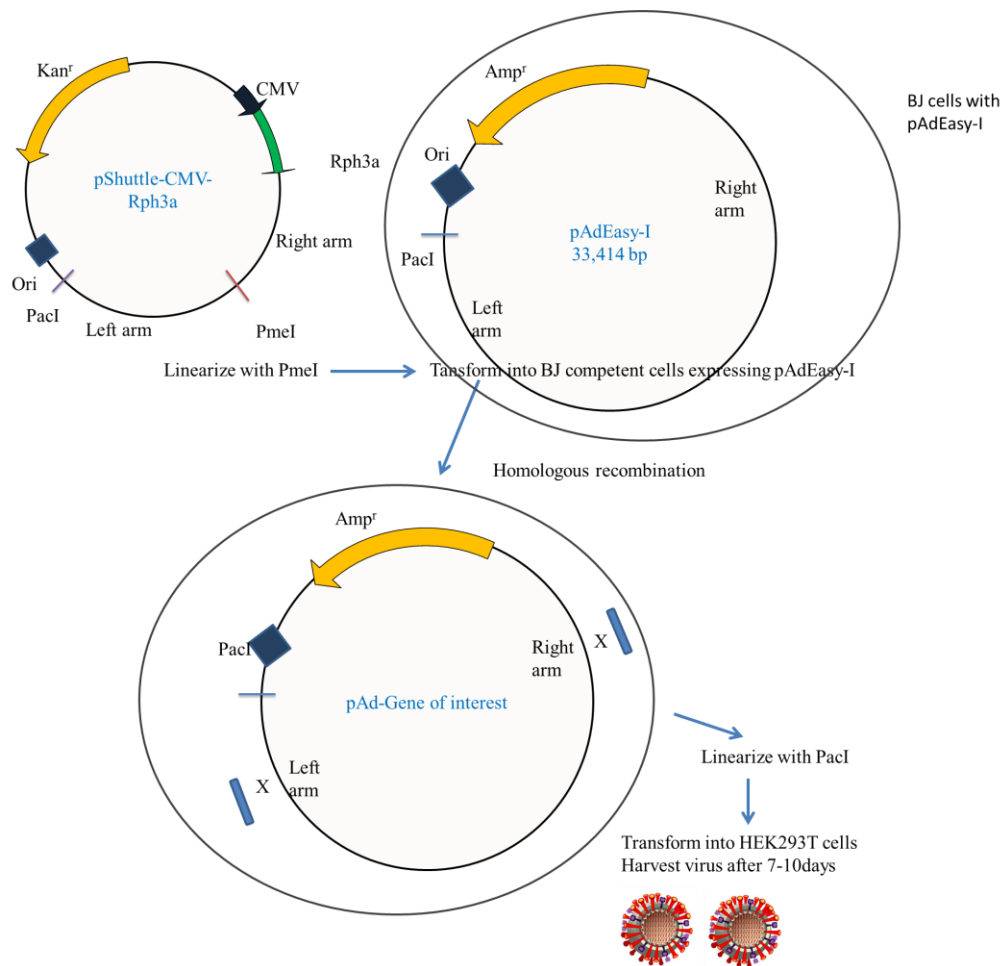 Kanʳ
CMV
pShuttle-CMV-
Rph3a
Rph3a
Right arm
Ori
PacI
Left arm
PmeI
Ampʳ
BJ cells with
pAdEasy-I
Ori
Right
arm
pAdEasy-I
33,414 bp
PacI
Left
arm
Linearize with PmeI
Tansform into BJ competent cells expressing pAdEasy-I
Homologous recombination
Ampʳ
PacI
Right
arm
X
pAd-Gene of interest
Left
arm
X
Linearize with PacI
Transform into HEK293T cells
Harvest virus after 7-10days